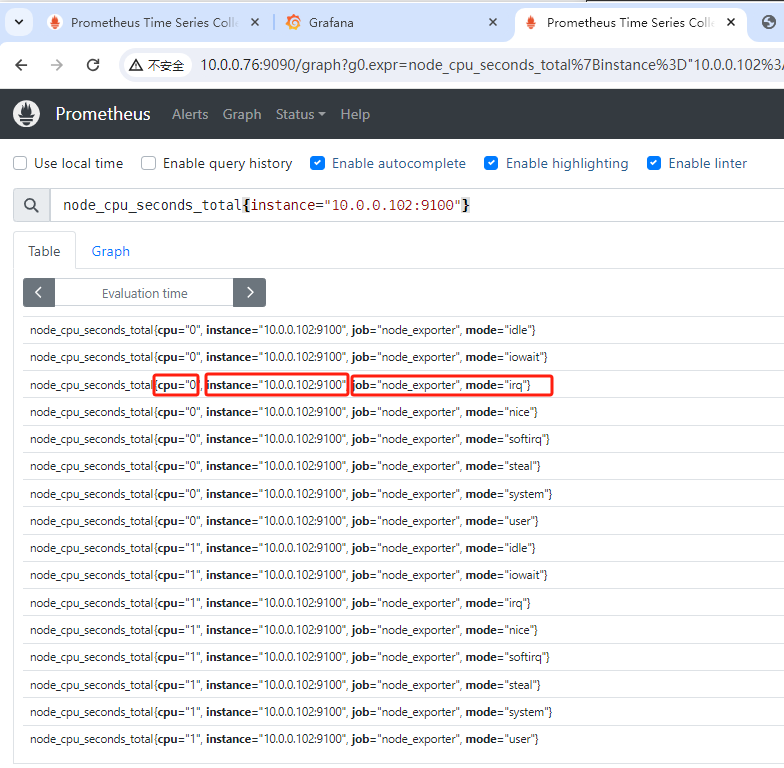 Prometheus Time Series Colle
Grafana
Prometheus Time Series Colle
不安全 10.0.0.76:9090/graph?g0.expr=node_cpu_seconds_total%7Binstance%3D"10.0.0.102%3
Prometheus Alerts Graph Status Help
Use local time Enable query history Enable autocomplete Enable highlighting Enable linter
node_cpu_seconds_total{instance="10.0.0.102:9100"}
Table Graph
Evaluation time
node_cpu_seconds_total{cpu="0", instance="10.0.0.102:9100", job="node_exporter", mode="idle"}
node_cpu_seconds_total{cpu="0", instance="10.0.0.102:9100", job="node_exporter", mode="iowait"}
node_cpu_seconds_total{cpu="0", instance="10.0.0.102:9100", job="node_exporter", mode="irq"}
node_cpu_seconds_total{cpu="0", instance="10.0.0.102:9100", job="node_exporter", mode="nice"}
node_cpu_seconds_total{cpu="0", instance="10.0.0.102:9100", job="node_exporter", mode="softirq"}
node_cpu_seconds_total{cpu="0", instance="10.0.0.102:9100", job="node_exporter", mode="steal"}
node_cpu_seconds_total{cpu="0", instance="10.0.0.102:9100", job="node_exporter", mode="system"}
node_cpu_seconds_total{cpu="0", instance="10.0.0.102:9100", job="node_exporter", mode="user"}
node_cpu_seconds_total{cpu="1", instance="10.0.0.102:9100", job="node_exporter", mode="idle"}
node_cpu_seconds_total{cpu="1", instance="10.0.0.102:9100", job="node_exporter", mode="iowait"}
node_cpu_seconds_total{cpu="1", instance="10.0.0.102:9100", job="node_exporter", mode="irq"}
node_cpu_seconds_total{cpu="1", instance="10.0.0.102:9100", job="node_exporter", mode="nice"}
node_cpu_seconds_total{cpu="1", instance="10.0.0.102:9100", job="node_exporter", mode="softirq"}
node_cpu_seconds_total{cpu="1", instance="10.0.0.102:9100", job="node_exporter", mode="steal"}
node_cpu_seconds_total{cpu="1", instance="10.0.0.102:9100", job="node_exporter", mode="system"}
node_cpu_seconds_total{cpu="1", instance="10.0.0.102:9100", job="node_exporter", mode="user"}